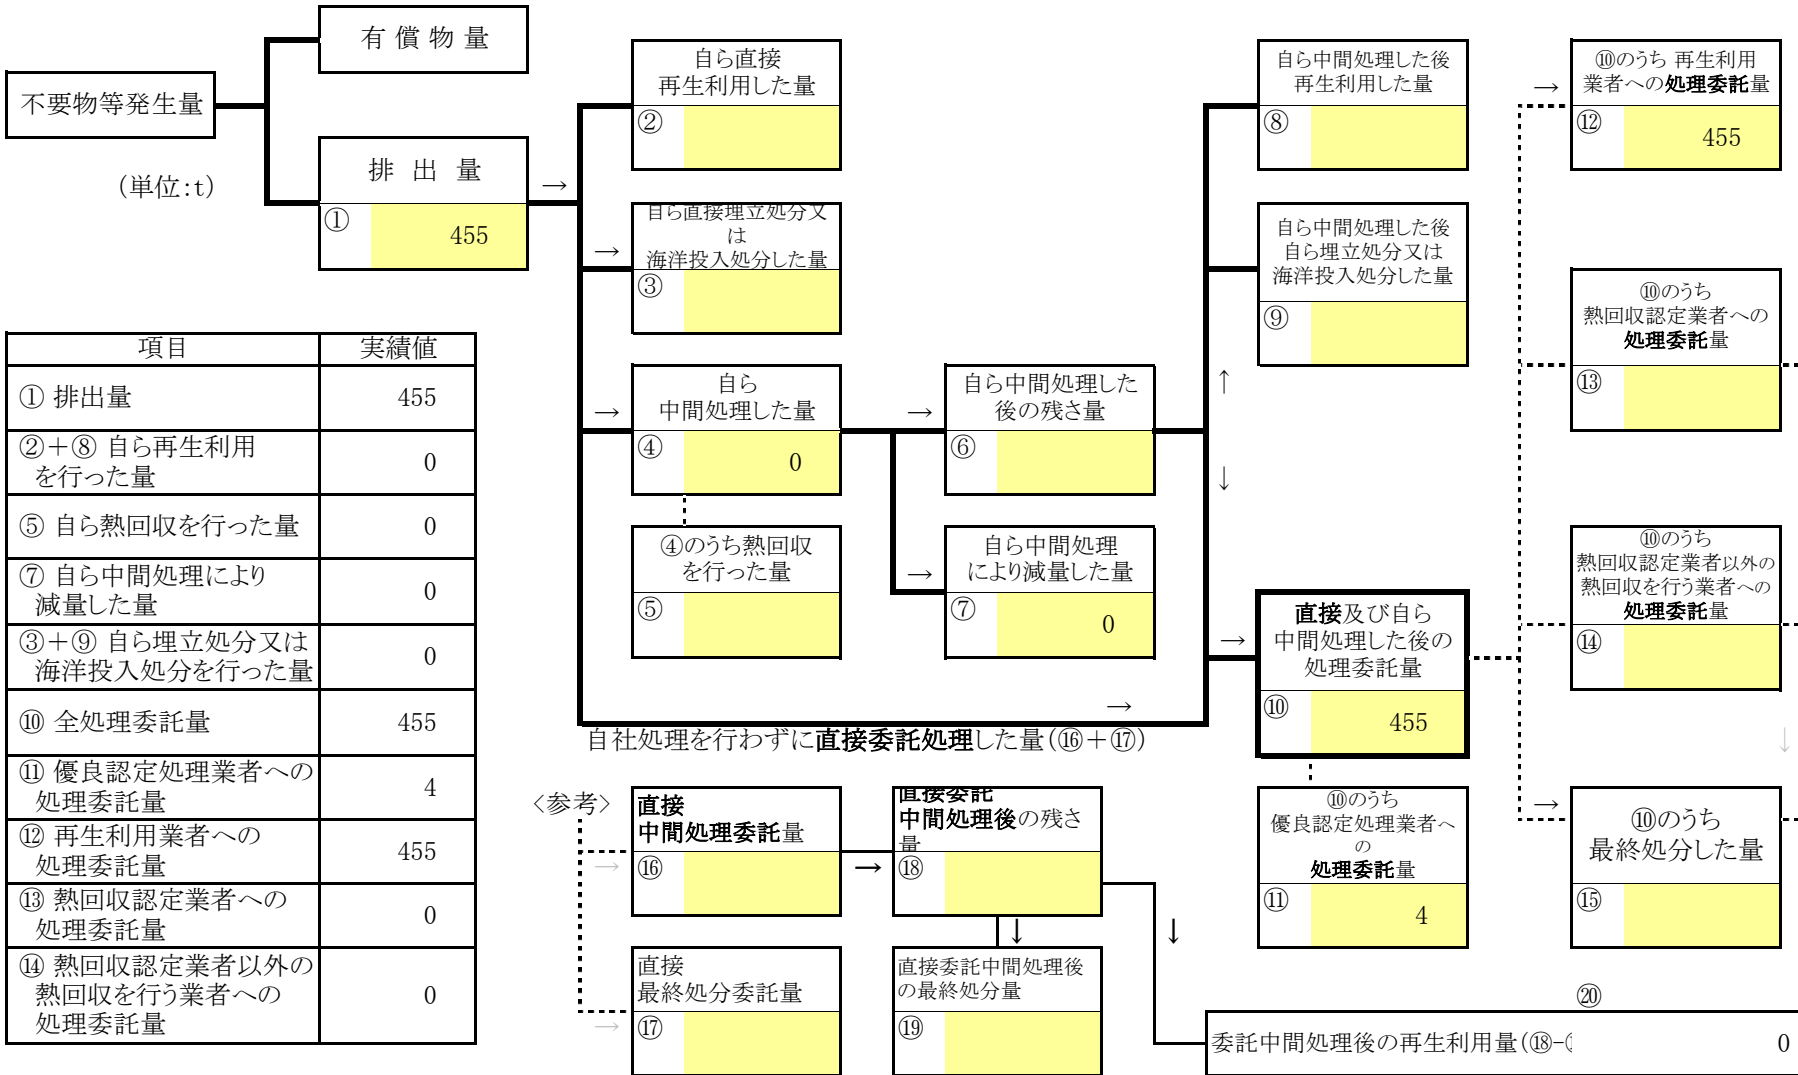 有 償 物 量
不要物等発生量
(単位:t)
排 出 量
①
455
→
自ら直接
再生利用した量
②
→
自ら直接埋立処分又
は
海洋投入処分した量
③
→
自ら
中間処理した量
④
0
④のうち熱回収
を行った量
⑤
→
自ら中間処理した
後の残さ量
⑥
→
自ら中間処理
により減量した量
⑦
0
自ら中間処理した後
再生利用した量
⑧
自ら中間処理した後
自ら埋立処分又は
海洋投入処分した量
⑨
↑
↓
→
直接及び自ら
中間処理した後の
処理委託量
⑩
455
→
自社処理を行わずに直接委託処理した量(⑯+⑰)
⑩のうち
優良認定処理業者へ
の
処理委託量
⑪
4
→
⑩のうち 再生利用
業者への処理委託量
⑫
455
⑩のうち
熱回収認定業者への
処理委託量
⑬
⑩のうち
熱回収認定業者以外の
熱回収を行う業者への
処理委託量
⑭
↓
→
⑩のうち
最終処分した量
⑮
項目 実績値
① 排出量 455
②+⑧ 自ら再生利用
を行った量 0
⑤ 自ら熱回収を行った量 0
⑦ 自ら中間処理により
減量した量 0
③+⑨ 自ら埋立処分又は
海洋投入処分を行った量 0
⑩ 全処理委託量 455
⑪ 優良認定処理業者への
処理委託量 4
⑫ 再生利用業者への
処理委託量 455
⑬ 熱回収認定業者への
処理委託量 0
⑭ 熱回収認定業者以外の
熱回収を行う業者への
処理委託量 0
〈参考〉
→
直接
中間処理委託量
⑯
→
直接委託
中間処理後の残さ
量
⑱
↓
↓
→
直接
最終処分委託量
⑰
直接委託中間処理後
の最終処分量
⑲
⑳
委託中間処理後の再生利用量(⑱-
0